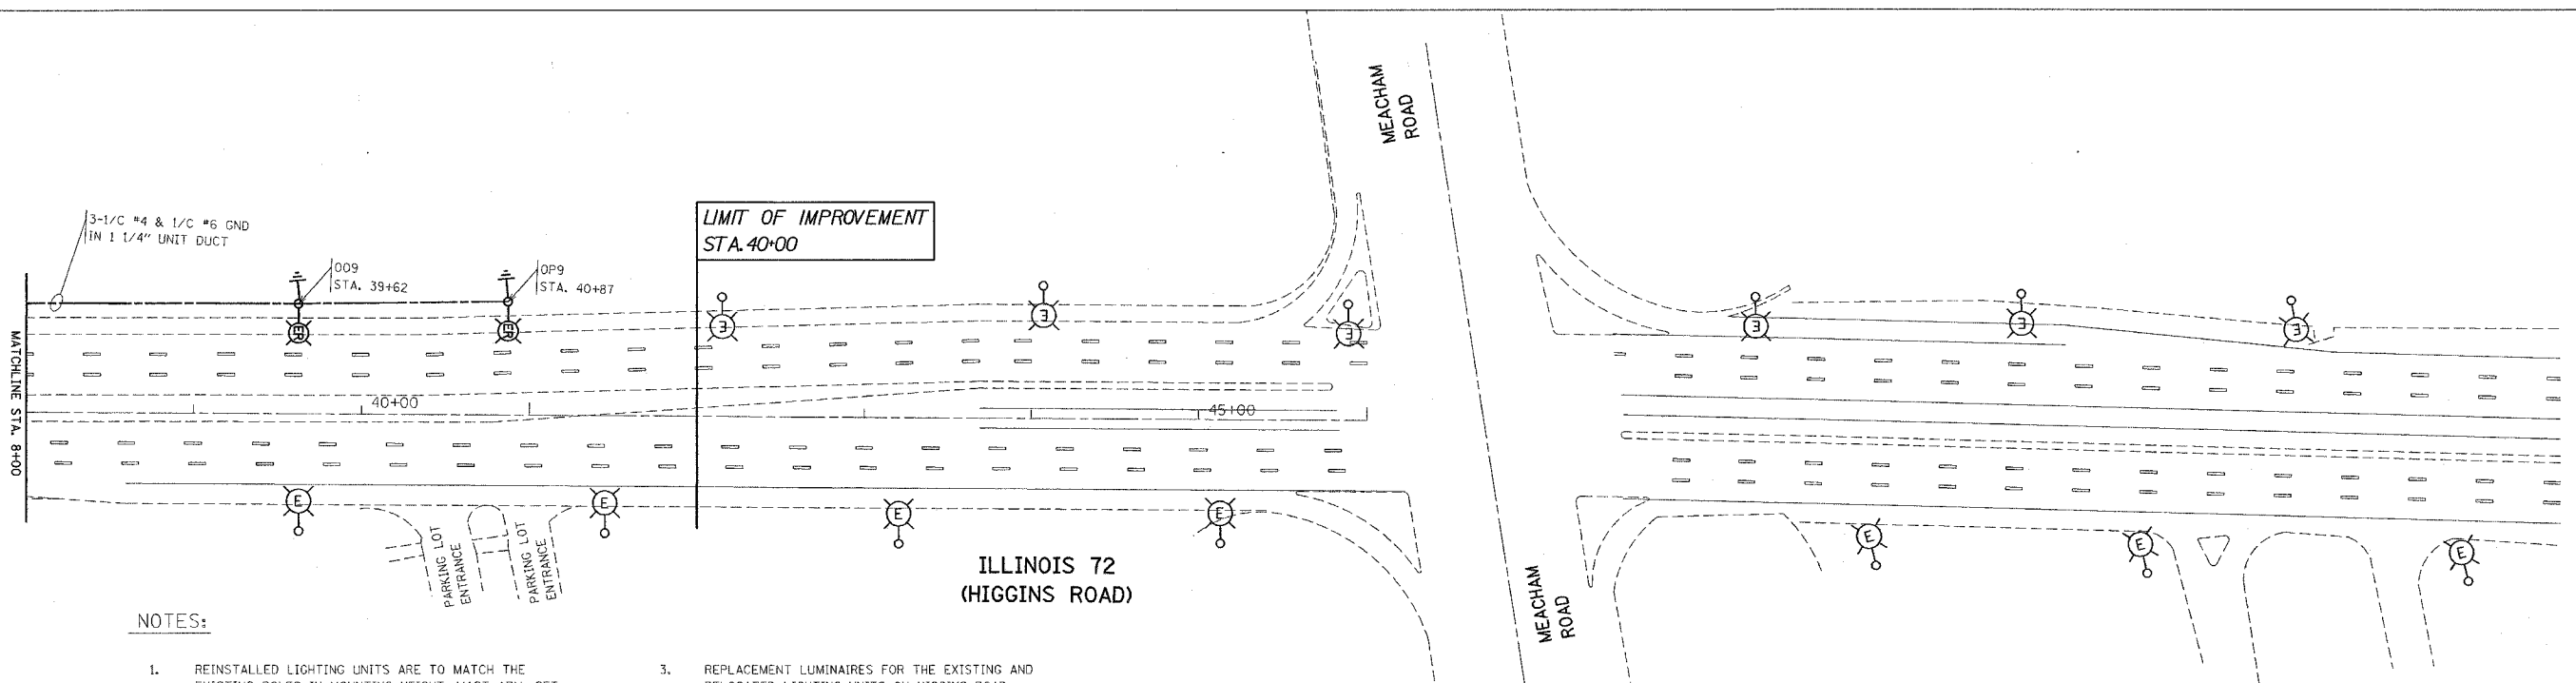 MEACHAM
ROAD
3-1/C #4 & 1/C #6 GND
IN 1 1/4" UNIT DUCT
LIMIT OF IMPROVEMENT
STA. 40+00
OO9
STA. 39+62
OP9
STA. 40+87
ER
ER
E
E
E
E
E
E
MATCHLINE STA. 8+00
40+00
45+00
E
E
E
E
E
E
E
PARKING LOT
ENTRANCE
PARKING LOT
ENTRANCE
ILLINOIS 72
(HIGGINS ROAD)
MEACHAM
ROAD
NOTES:
1. REINSTALLED LIGHTING UNITS ARE TO MATCH THE
3. REPLACEMENT LUMINAIRES FOR THE EXISTING AND